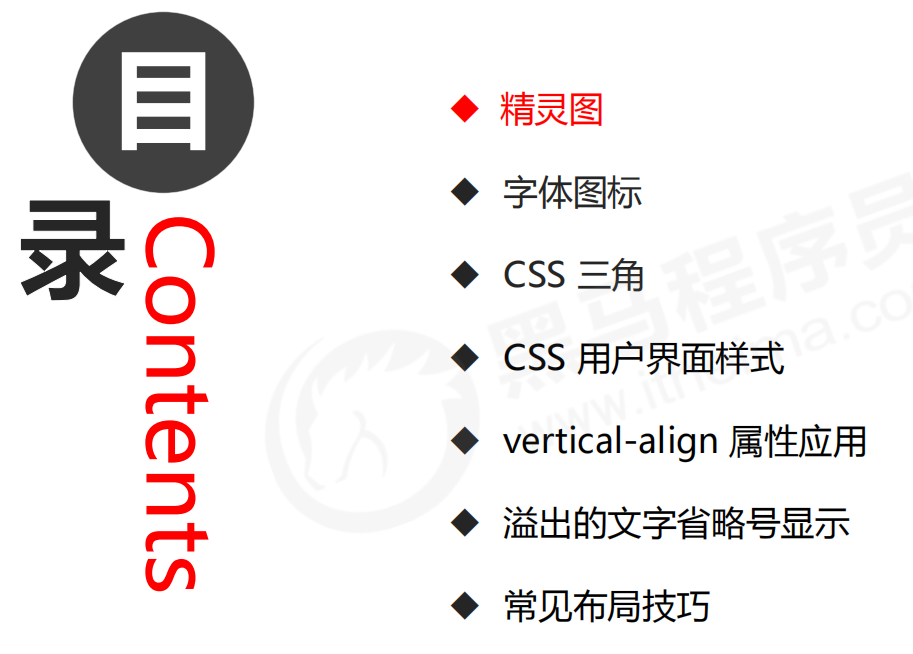 目
录
Contents
精灵图
字体图标
CSS 三角
CSS 用户界面样式
vertical-align 属性应用
溢出的文字省略号显示
常见布局技巧
黑马程序员
www.itheima.co